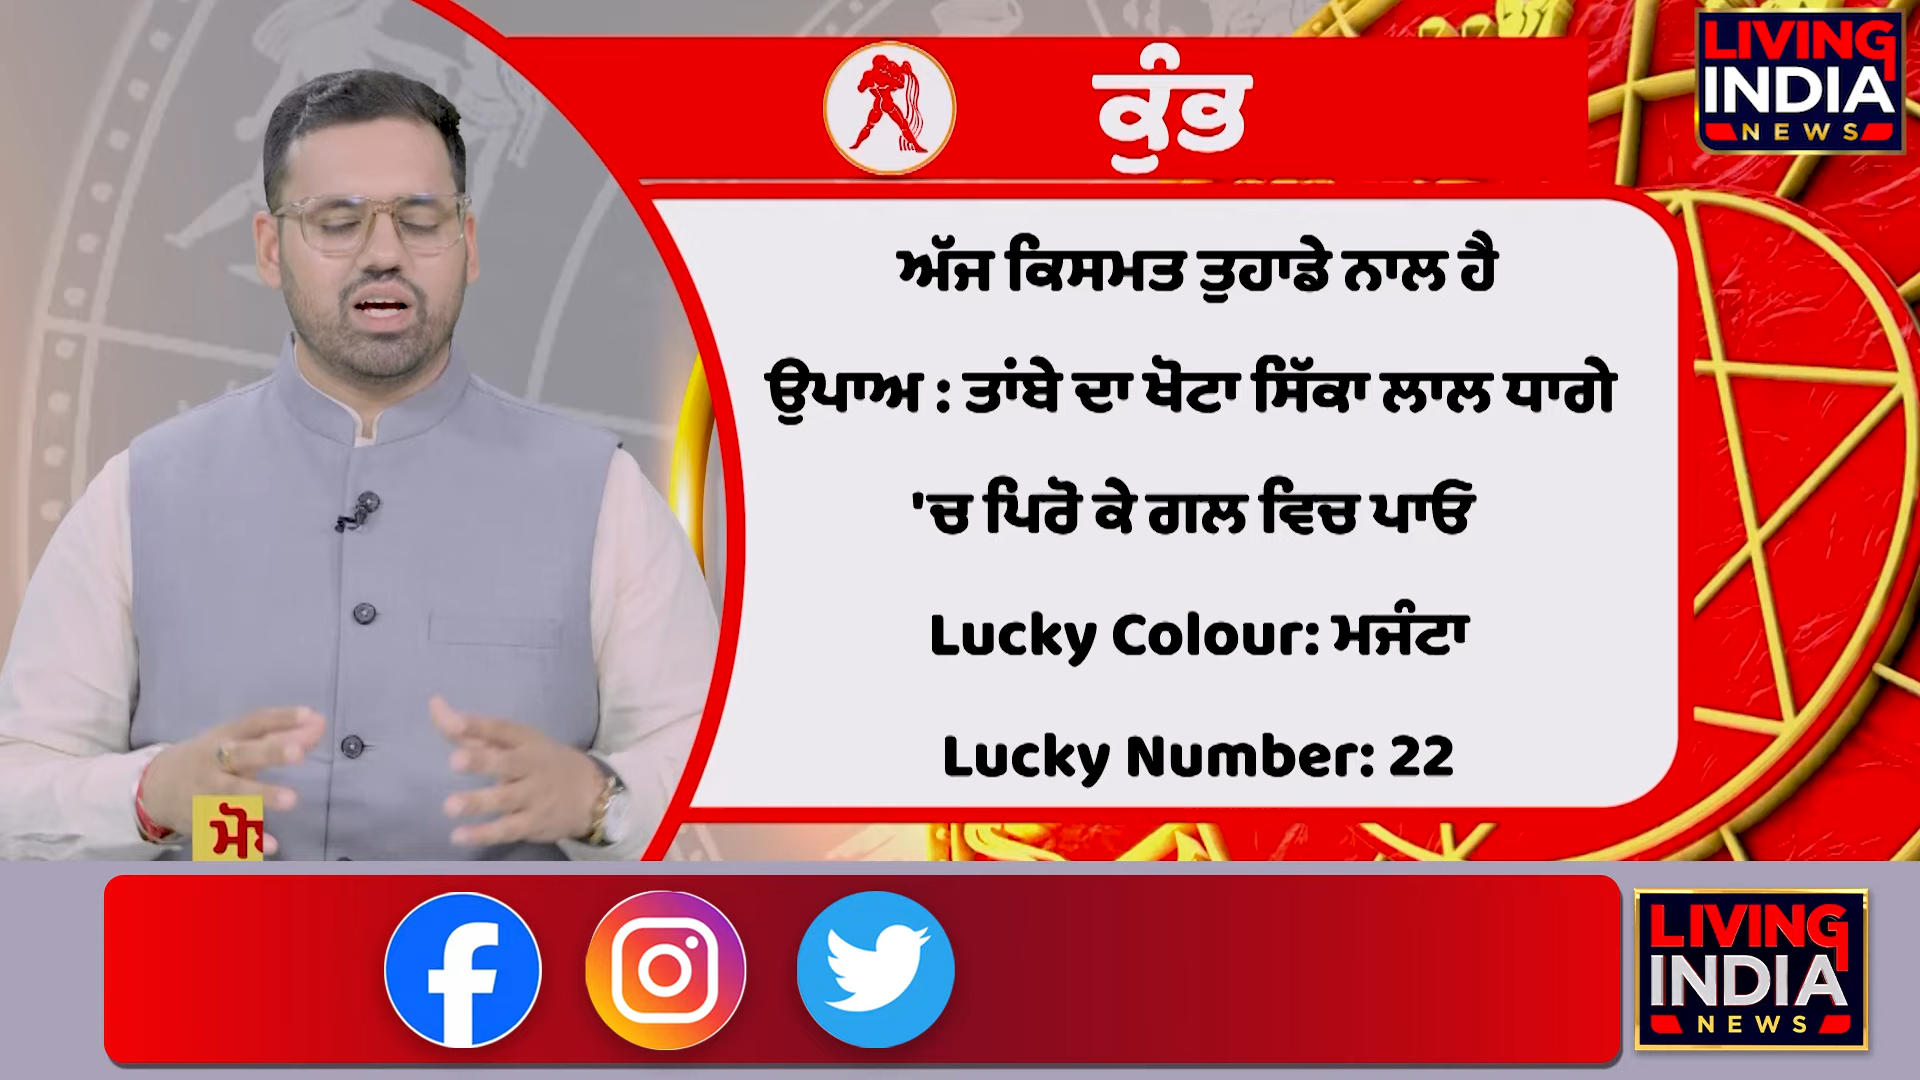 ਕੁੰਭ
LIVING
INDIA
NEWS
ਅੱਜ ਕਿਸਮਤ ਤੁਹਾਡੇ ਨਾਲ ਹੈ
ਉਪਾਅ : ਤਾਂਬੇ ਦਾ ਖੋਟਾ ਸਿੱਕਾ ਲਾਲ ਧਾਗੇ
'ਚ ਪਿਰੋ ਕੇ ਗਲ ਵਿਚ ਪਾਓ
Lucky Colour: ਮਜੰਟਾ
Lucky Number: 22
LIVING
INDIA
NEWS